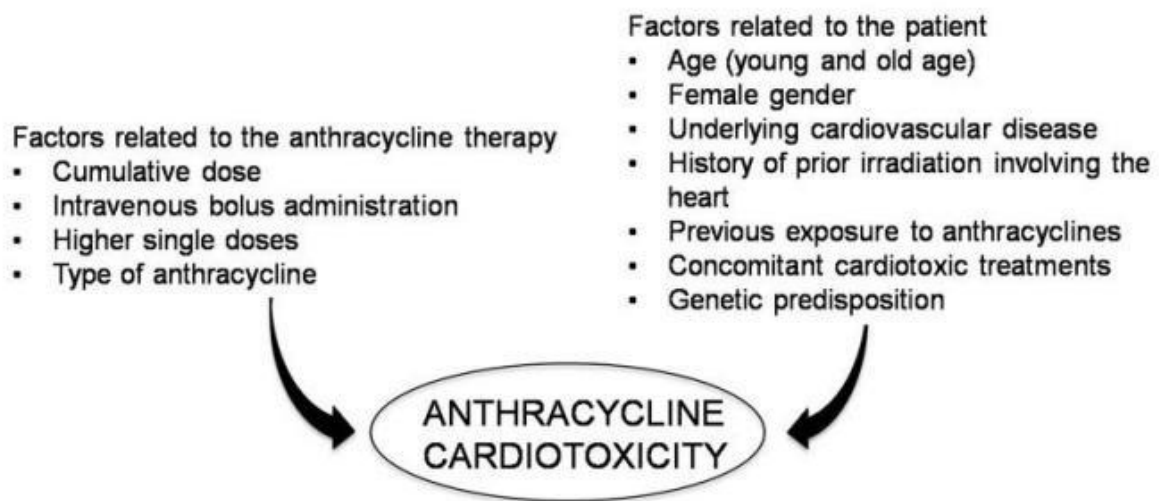 Factors related to the anthracycline therapy
▪ Cumulative dose
▪ Intravenous bolus administration
▪ Higher single doses
▪ Type of anthracycline
Factors related to the patient
▪ Age (young and old age)
▪ Female gender
▪ Underlying cardiovascular disease
▪ History of prior irradiation involving the
heart
▪ Previous exposure to anthracyclines
▪ Concomitant cardiotoxic treatments
▪ Genetic predisposition
ANTHRACYCLINE
CARDIOTOXICITY